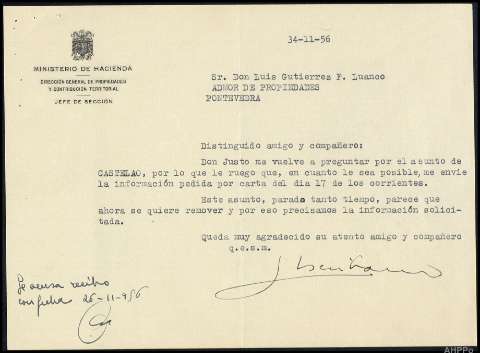 34-11-56
MINISTERIO DE HACIENDA
DIRECCIÓN GENERAL DE PROPIEDADES
Y CONTRIBUCIÓN TERRITORIAL
JEFE DE SECCIÓN
Sr. Don Luis Gutierrez F. Luanco
ADMOR DE PROPIEDADES
PONTEVEDRA
Distinguido amigo y compañero:
Don Justo me vuelve a preguntar por el asunto de
CASTELAO, por lo que le ruego que, en cuanto le sea posible, me envie
la información pedida por carta del dia 17 de los corrientes.
Este asunto, parado tanto tiempo, parece que
ahora se quiere remover y por eso precisamos la información solici-
tada.
Queda muy agradecido su atento amigo y compañero
q.e.s.m.
Se acusa recibo
con fecha 26-11-956
AHPPo